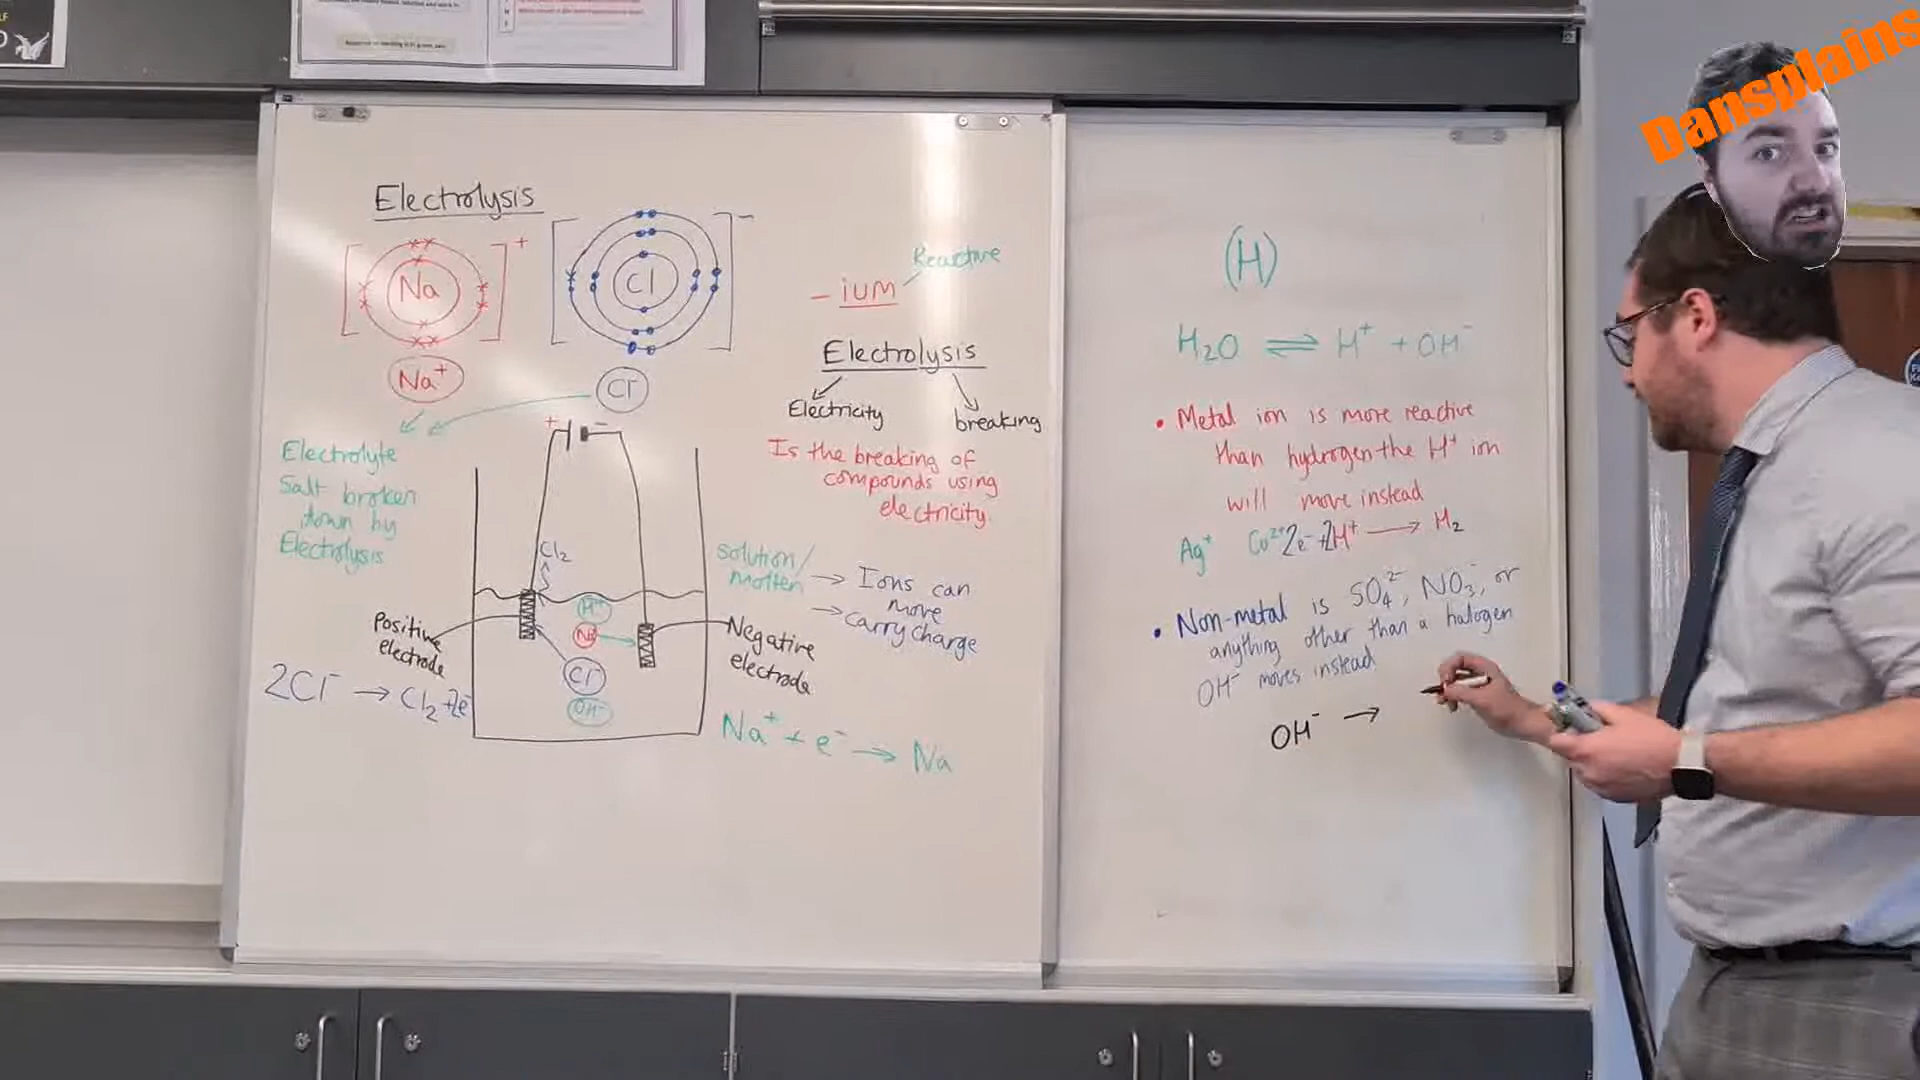 Dansplains
Electrolysis
Na
+
Cl
-
Na⁺
Cl⁻
Electrolyte
Salt broken
down by
Electrolysis
+
-
Cl₂
Positive
electrode
2Cl⁻ → Cl₂ + 2e⁻
H⁺
Na⁺
Cl⁻
OH⁻
Negative
electrode
Na⁺ + e⁻ → Na
- ium
Reactive
Electrolysis
Electricity
breaking
Is the breaking of
compounds using
electricity.
Solution/
molten
→ Ions can
move
→ carry charge
(H)
H₂O ⇌ H⁺ + OH⁻
• Metal ion is more reactive
than hydrogen the H⁺ ion
will move instead
Ag⁺ Cu²⁺ 2e⁻ + 2H⁺ → H₂
• Non-metal is SO₄²⁻, NO₃⁻, or
anything other than a halogen
OH⁻ moves instead
OH⁻ →